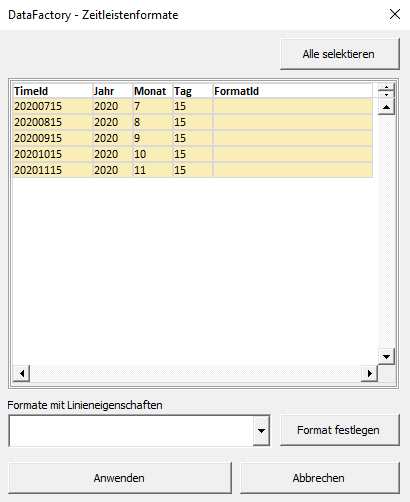 DataFactory - Zeitleistenformate
Alle selektieren
TimeId Jahr Monat Tag FormatId
20200715 2020 7 15
20200815 2020 8 15
20200915 2020 9 15
20201015 2020 10 15
20201115 2020 11 15
Formate mit Linieneigenschaften
Format festlegen
Anwenden Abbrechen